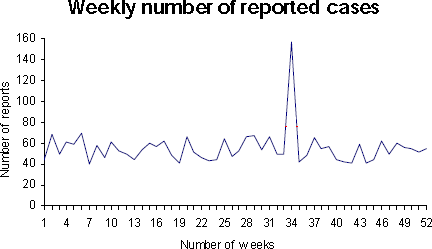 Weekly number of reported cases
Number of reports
160
140
120
100
80
60
40
20
0
1 4 7 10 13 16 19 22 25 28 31 34 37 40 43 46 49 52
Number of weeks